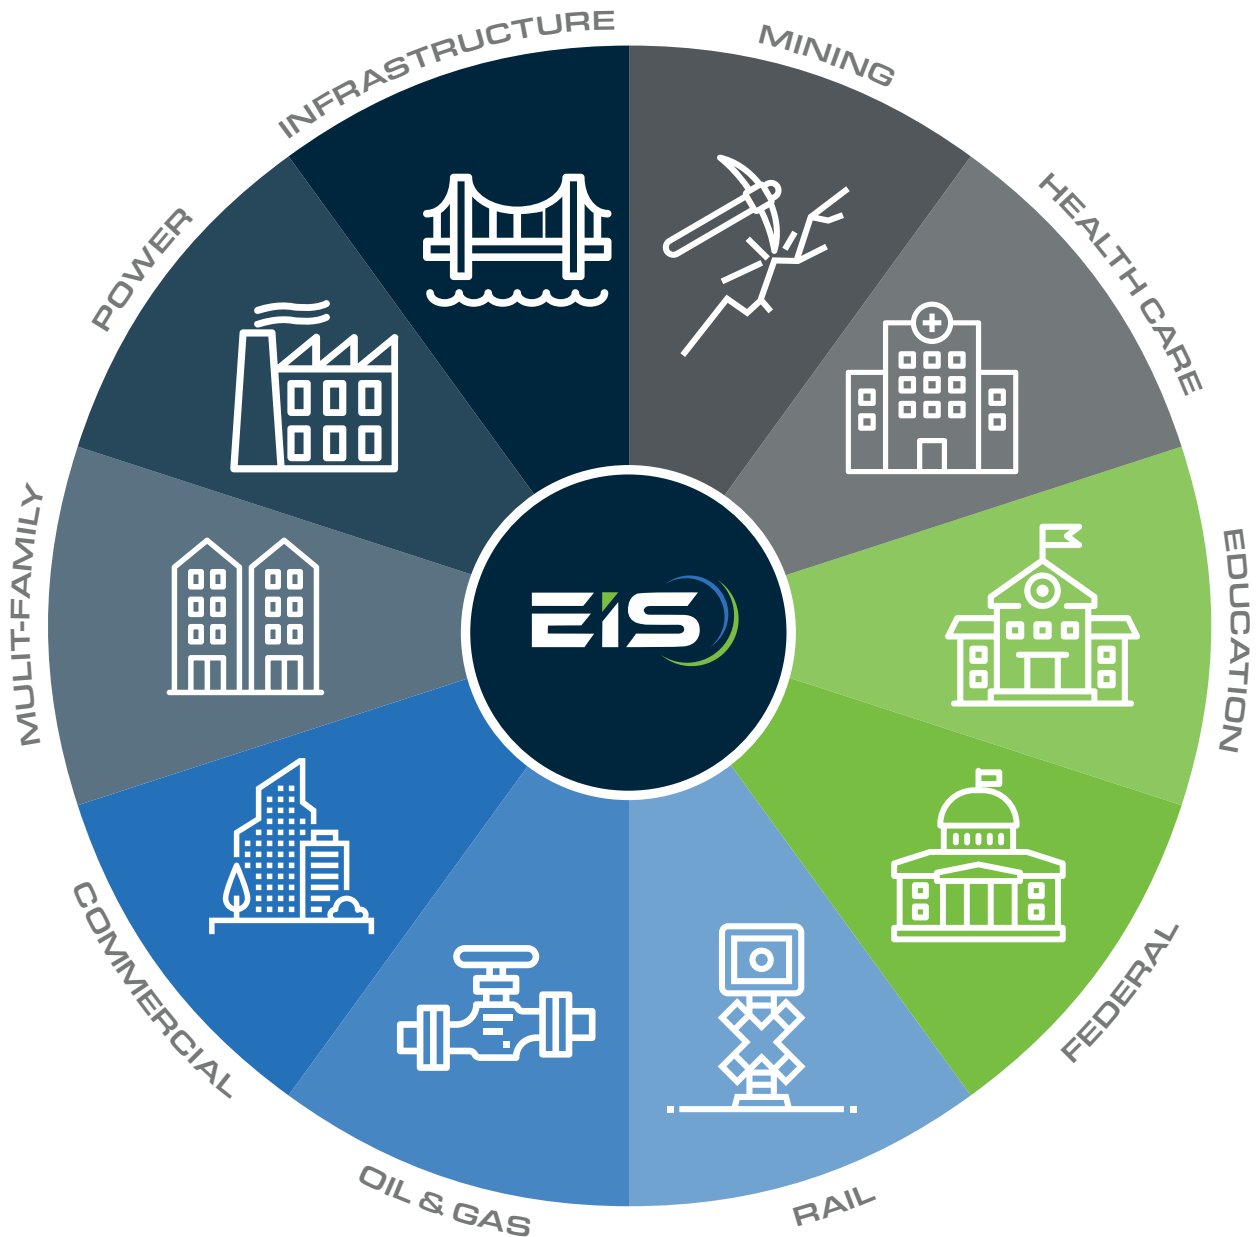 INFRASTRUCTURE
MINING
HEALTH CARE
EDUCATION
FEDERAL
RAIL
OIL & GAS
COMMERCIAL
MULIT-FAMILY
POWER
EIS